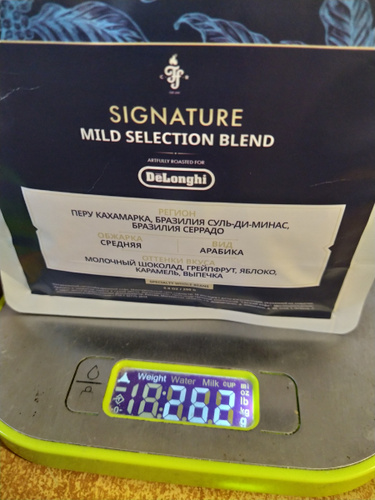 SIGNATURE
MILD SELECTION BLEND
ARTFULLY ROASTED FOR
DeLonghi
РЕГИОН
ПЕРУ КАХАМАРКА, БРАЗИЛИЯ СУЛЬ-ДИ-МИНАС,
БРАЗИЛИЯ СЕРРАДО
ОБЖАРКА ВИД
СРЕДНЯЯ АРАБИКА
ОТТЕНКИ ВКУСА
МОЛОЧНЫЙ ШОКОЛАД, ГРЕЙПФРУТ, ЯБЛОКО,
КАРАМЕЛЬ, ВЫПЕЧКА
Weight Water Milk cup ml
oz
262 lb
kg
g